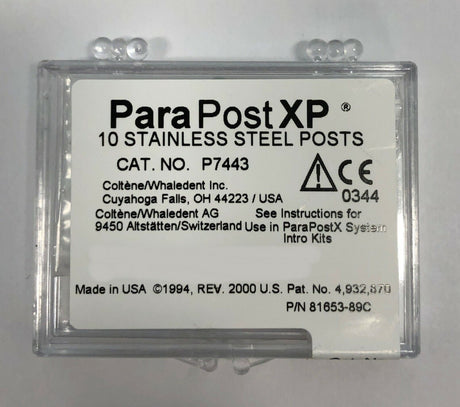 ParaPost XP ®
10 STAINLESS STEEL POSTS
CAT. NO. P7443
Coltène/Whaledent Inc.
Cuyahoga Falls, OH 44223 / USA
0344
Coltène/Whaledent AG
9450 Altstätten/Switzerland
See Instructions for
Use in ParaPostX System
Intro Kits
Made in USA ©1994, REV. 2000 U.S. Pat. No. 4,932,870
P/N 81653-89C